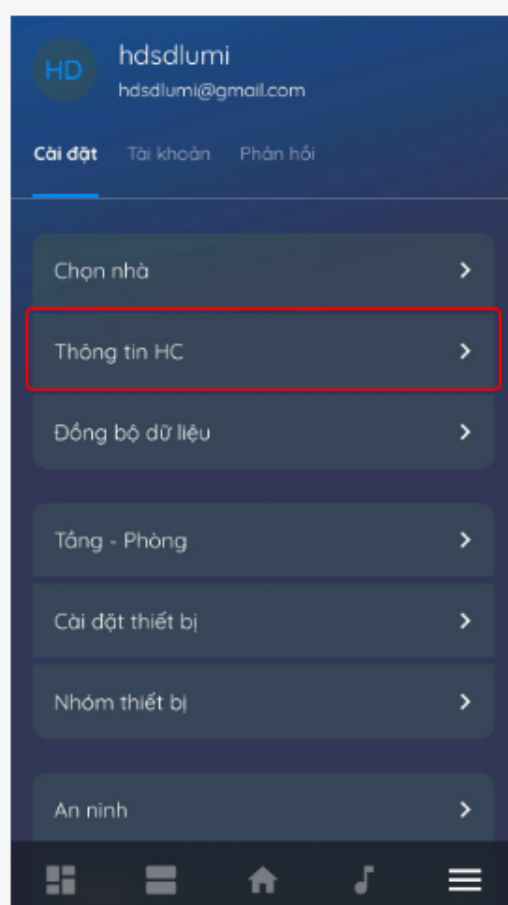 HD
hdsdlumi
hdsdlumi@gmail.com
Cài đặt Tài khoản Phản hồi
Chọn nhà
Thông tin HC
Đồng bộ dữ liệu
Tầng - Phòng
Cài đặt thiết bị
Nhóm thiết bị
An ninh